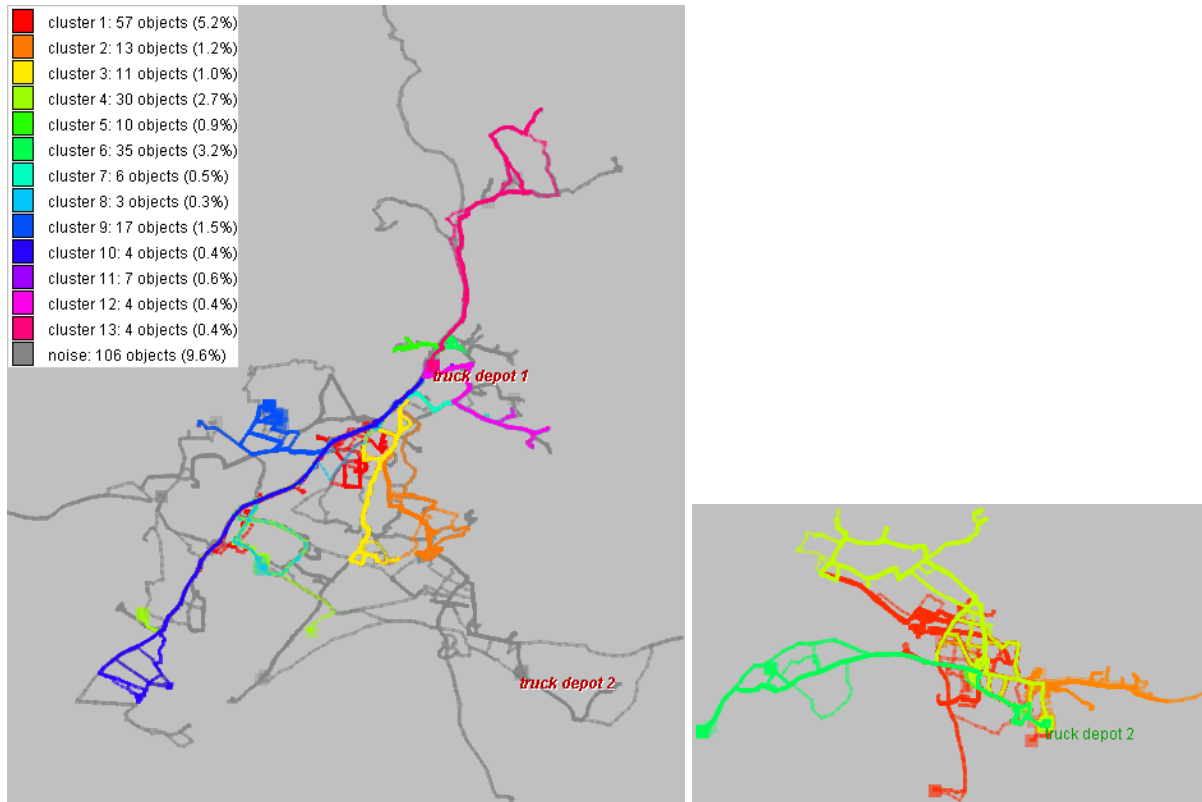 cluster 1: 57 objects (5.2%)
cluster 2: 13 objects (1.2%)
cluster 3: 11 objects (1.0%)
cluster 4: 30 objects (2.7%)
cluster 5: 10 objects (0.9%)
cluster 6: 35 objects (3.2%)
cluster 7: 6 objects (0.5%)
cluster 8: 3 objects (0.3%)
cluster 9: 17 objects (1.5%)
cluster 10: 4 objects (0.4%)
cluster 11: 7 objects (0.6%)
cluster 12: 4 objects (0.4%)
cluster 13: 4 objects (0.4%)
noise: 106 objects (9.6%)
truck depot 1
truck depot 2
truck depot 2